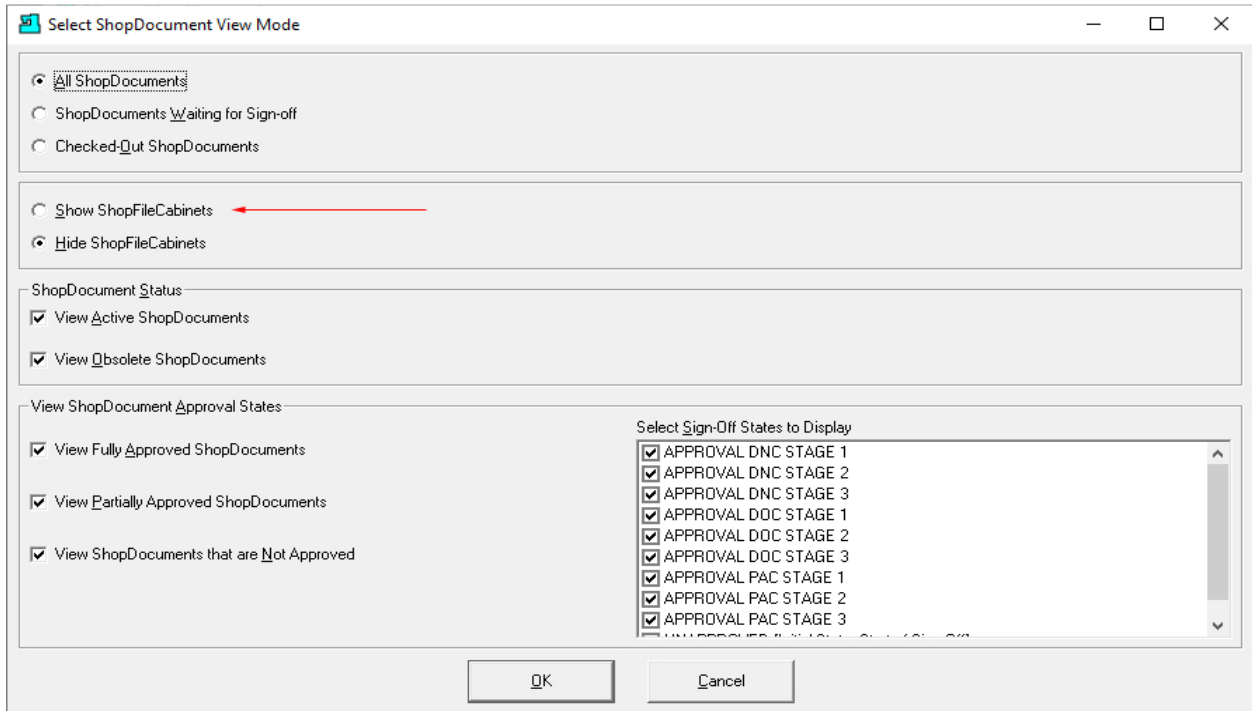 Select ShopDocument View Mode
All ShopDocuments
ShopDocuments Waiting for Sign-off
Checked-Out ShopDocuments
Show ShopFileCabinets
Hide ShopFileCabinets
ShopDocument Status
View Active ShopDocuments
View Obsolete ShopDocuments
View ShopDocument Approval States
View Fully Approved ShopDocuments
View Partially Approved ShopDocuments
View ShopDocuments that are Not Approved
Select Sign-Off States to Display
APPROVAL DNC STAGE 1
APPROVAL DNC STAGE 2
APPROVAL DNC STAGE 3
APPROVAL DOC STAGE 1
APPROVAL DOC STAGE 2
APPROVAL DOC STAGE 3
APPROVAL PAC STAGE 1
APPROVAL PAC STAGE 2
APPROVAL PAC STAGE 3
OK
Cancel